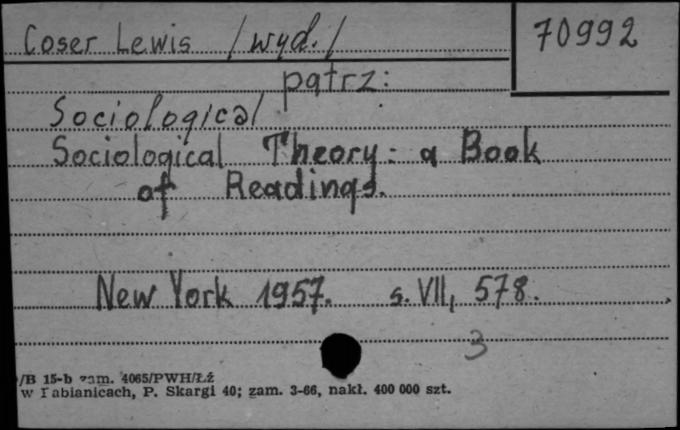 Coser Lewis /wyd./
70992
patrz:
Sociological
Sociological Theory: a Book
of Readings.
New York 1957. s. VII, 578.
3
/B 15-b zam. 4065/PWH/Łź
w Pabianicach, P. Skargi 40; zam. 3-66, nakł. 400 000 szt.